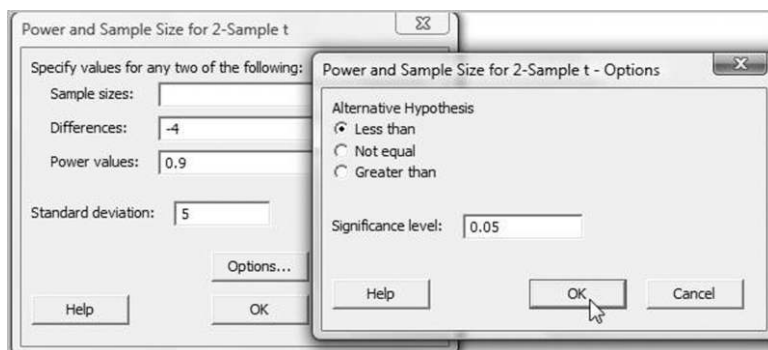 Power and Sample Size for 2-Sample t
Specify values for any two of the following:
Sample sizes:
Differences: -4
Power values: 0.9
Standard deviation: 5
Options...
Help OK
Power and Sample Size for 2-Sample t - Options
Alternative Hypothesis
Less than
Not equal
Greater than
Significance level: 0.05
Help OK Cancel